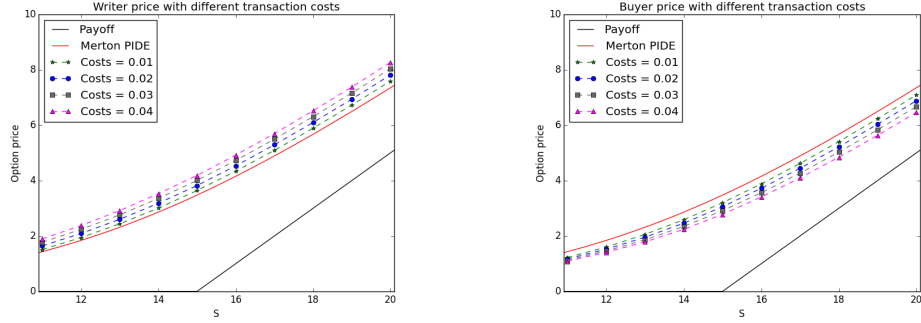 Writer price with different transaction costs
10
8
6
4
2
0
Option price
Payoff
Merton PIDE
Costs = 0.01
Costs = 0.02
Costs = 0.03
Costs = 0.04
12
14
16
18
20
S
Buyer price with different transaction costs
10
8
6
4
2
0
Option price
Payoff
Merton PIDE
Costs = 0.01
Costs = 0.02
Costs = 0.03
Costs = 0.04
12
14
16
18
20
S